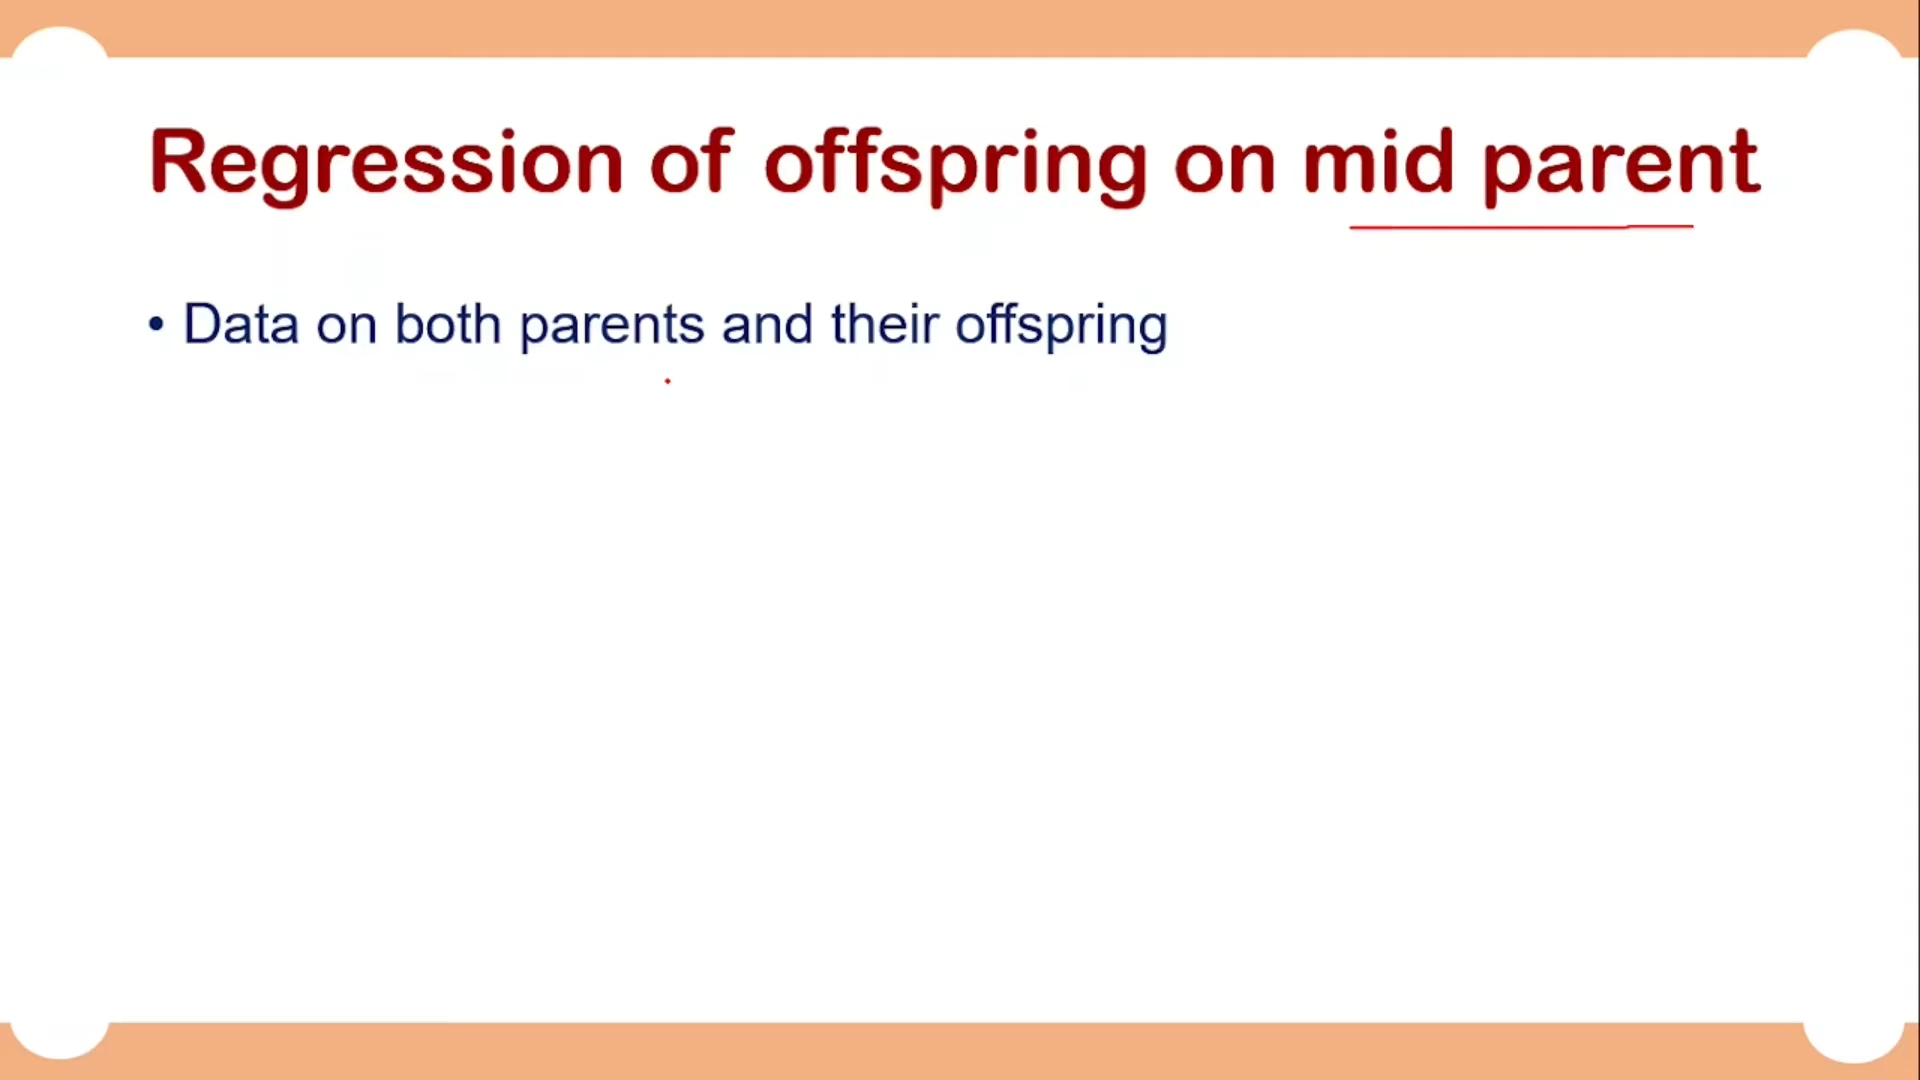 Regression of offspring on mid parent
• Data on both parents and their offspring